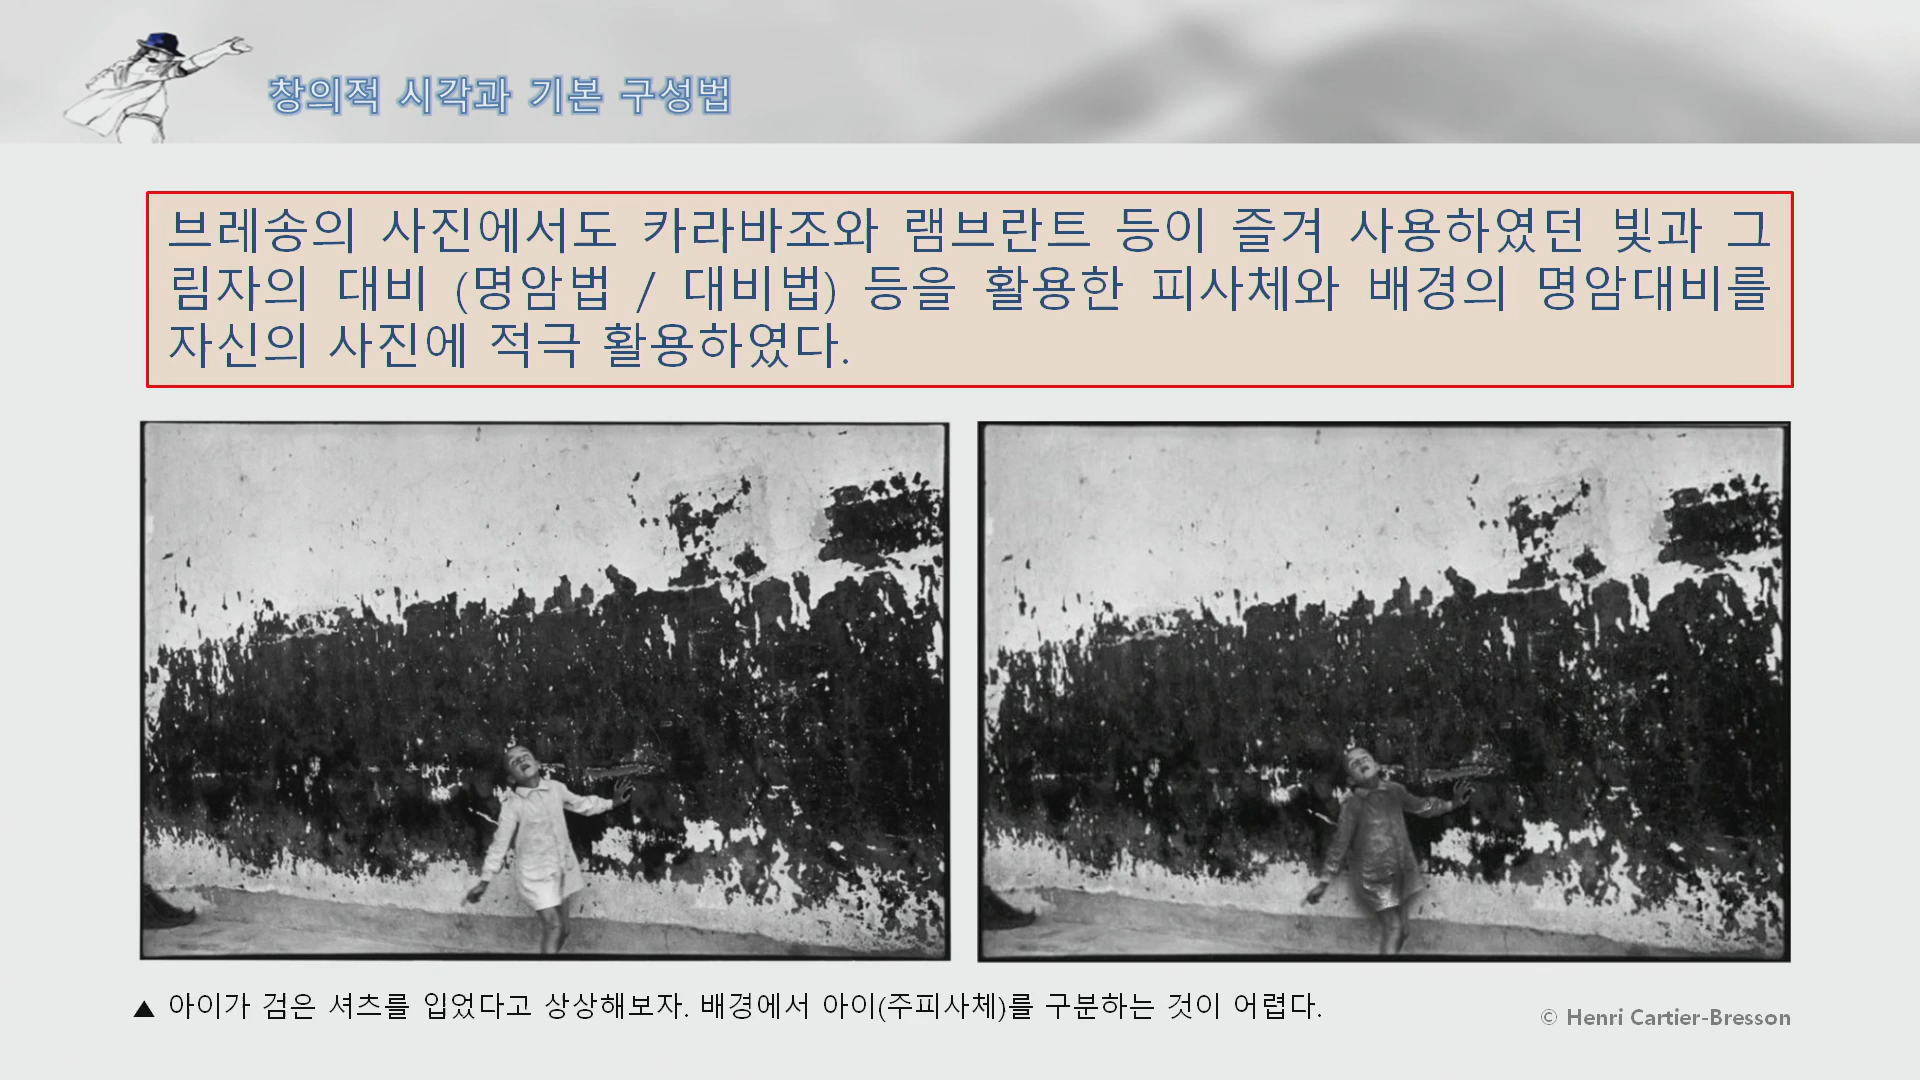 창의적 시각과 기본 구성법
브레송의 사진에서도 카라바조와 램브란트 등이 즐겨 사용하였던 빛과 그
림자의 대비 (명암법 / 대비법) 등을 활용한 피사체와 배경의 명암대비를
자신의 사진에 적극 활용하였다.
▲ 아이가 검은 셔츠를 입었다고 상상해보자. 배경에서 아이(주피사체)를 구분하는 것이 어렵다.
© Henri Cartier-Bresson